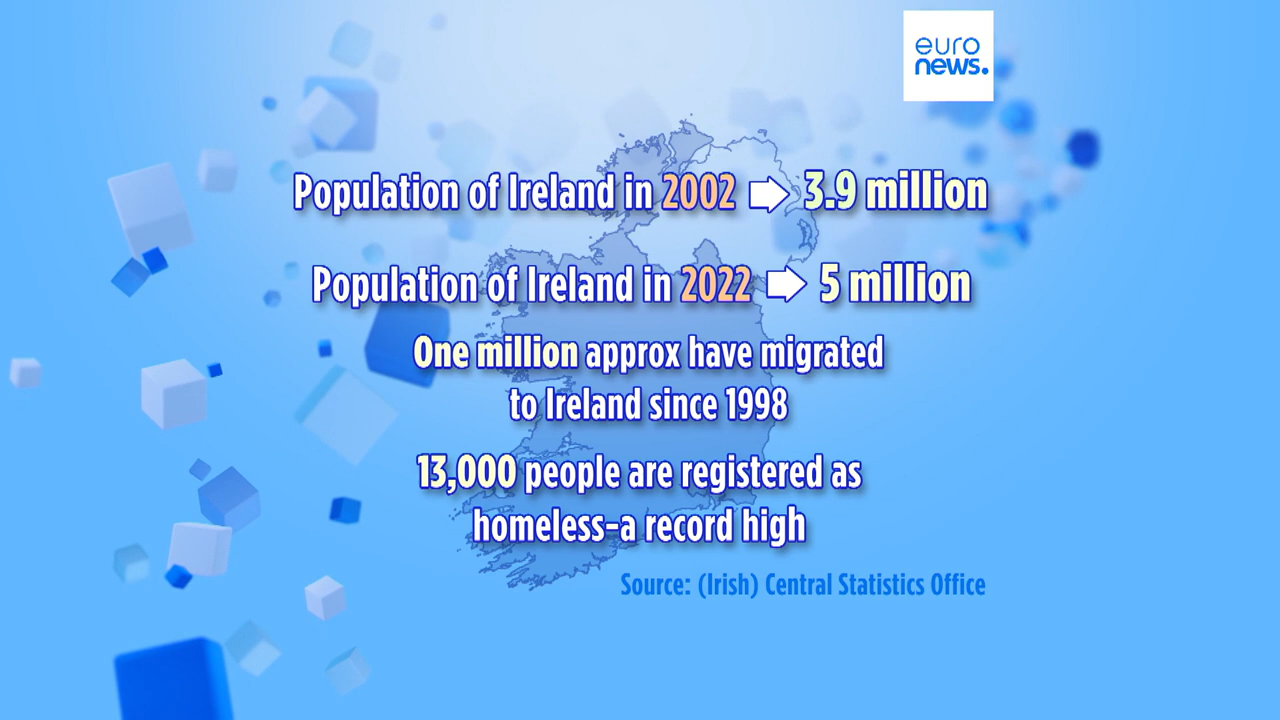 euro
news.
Population of Ireland in 2002 ➡ 3.9 million
Population of Ireland in 2022 ➡ 5 million
One million approx have migrated
to Ireland since 1998
13,000 people are registered as
homeless-a record high
Source: (Irish) Central Statistics Office